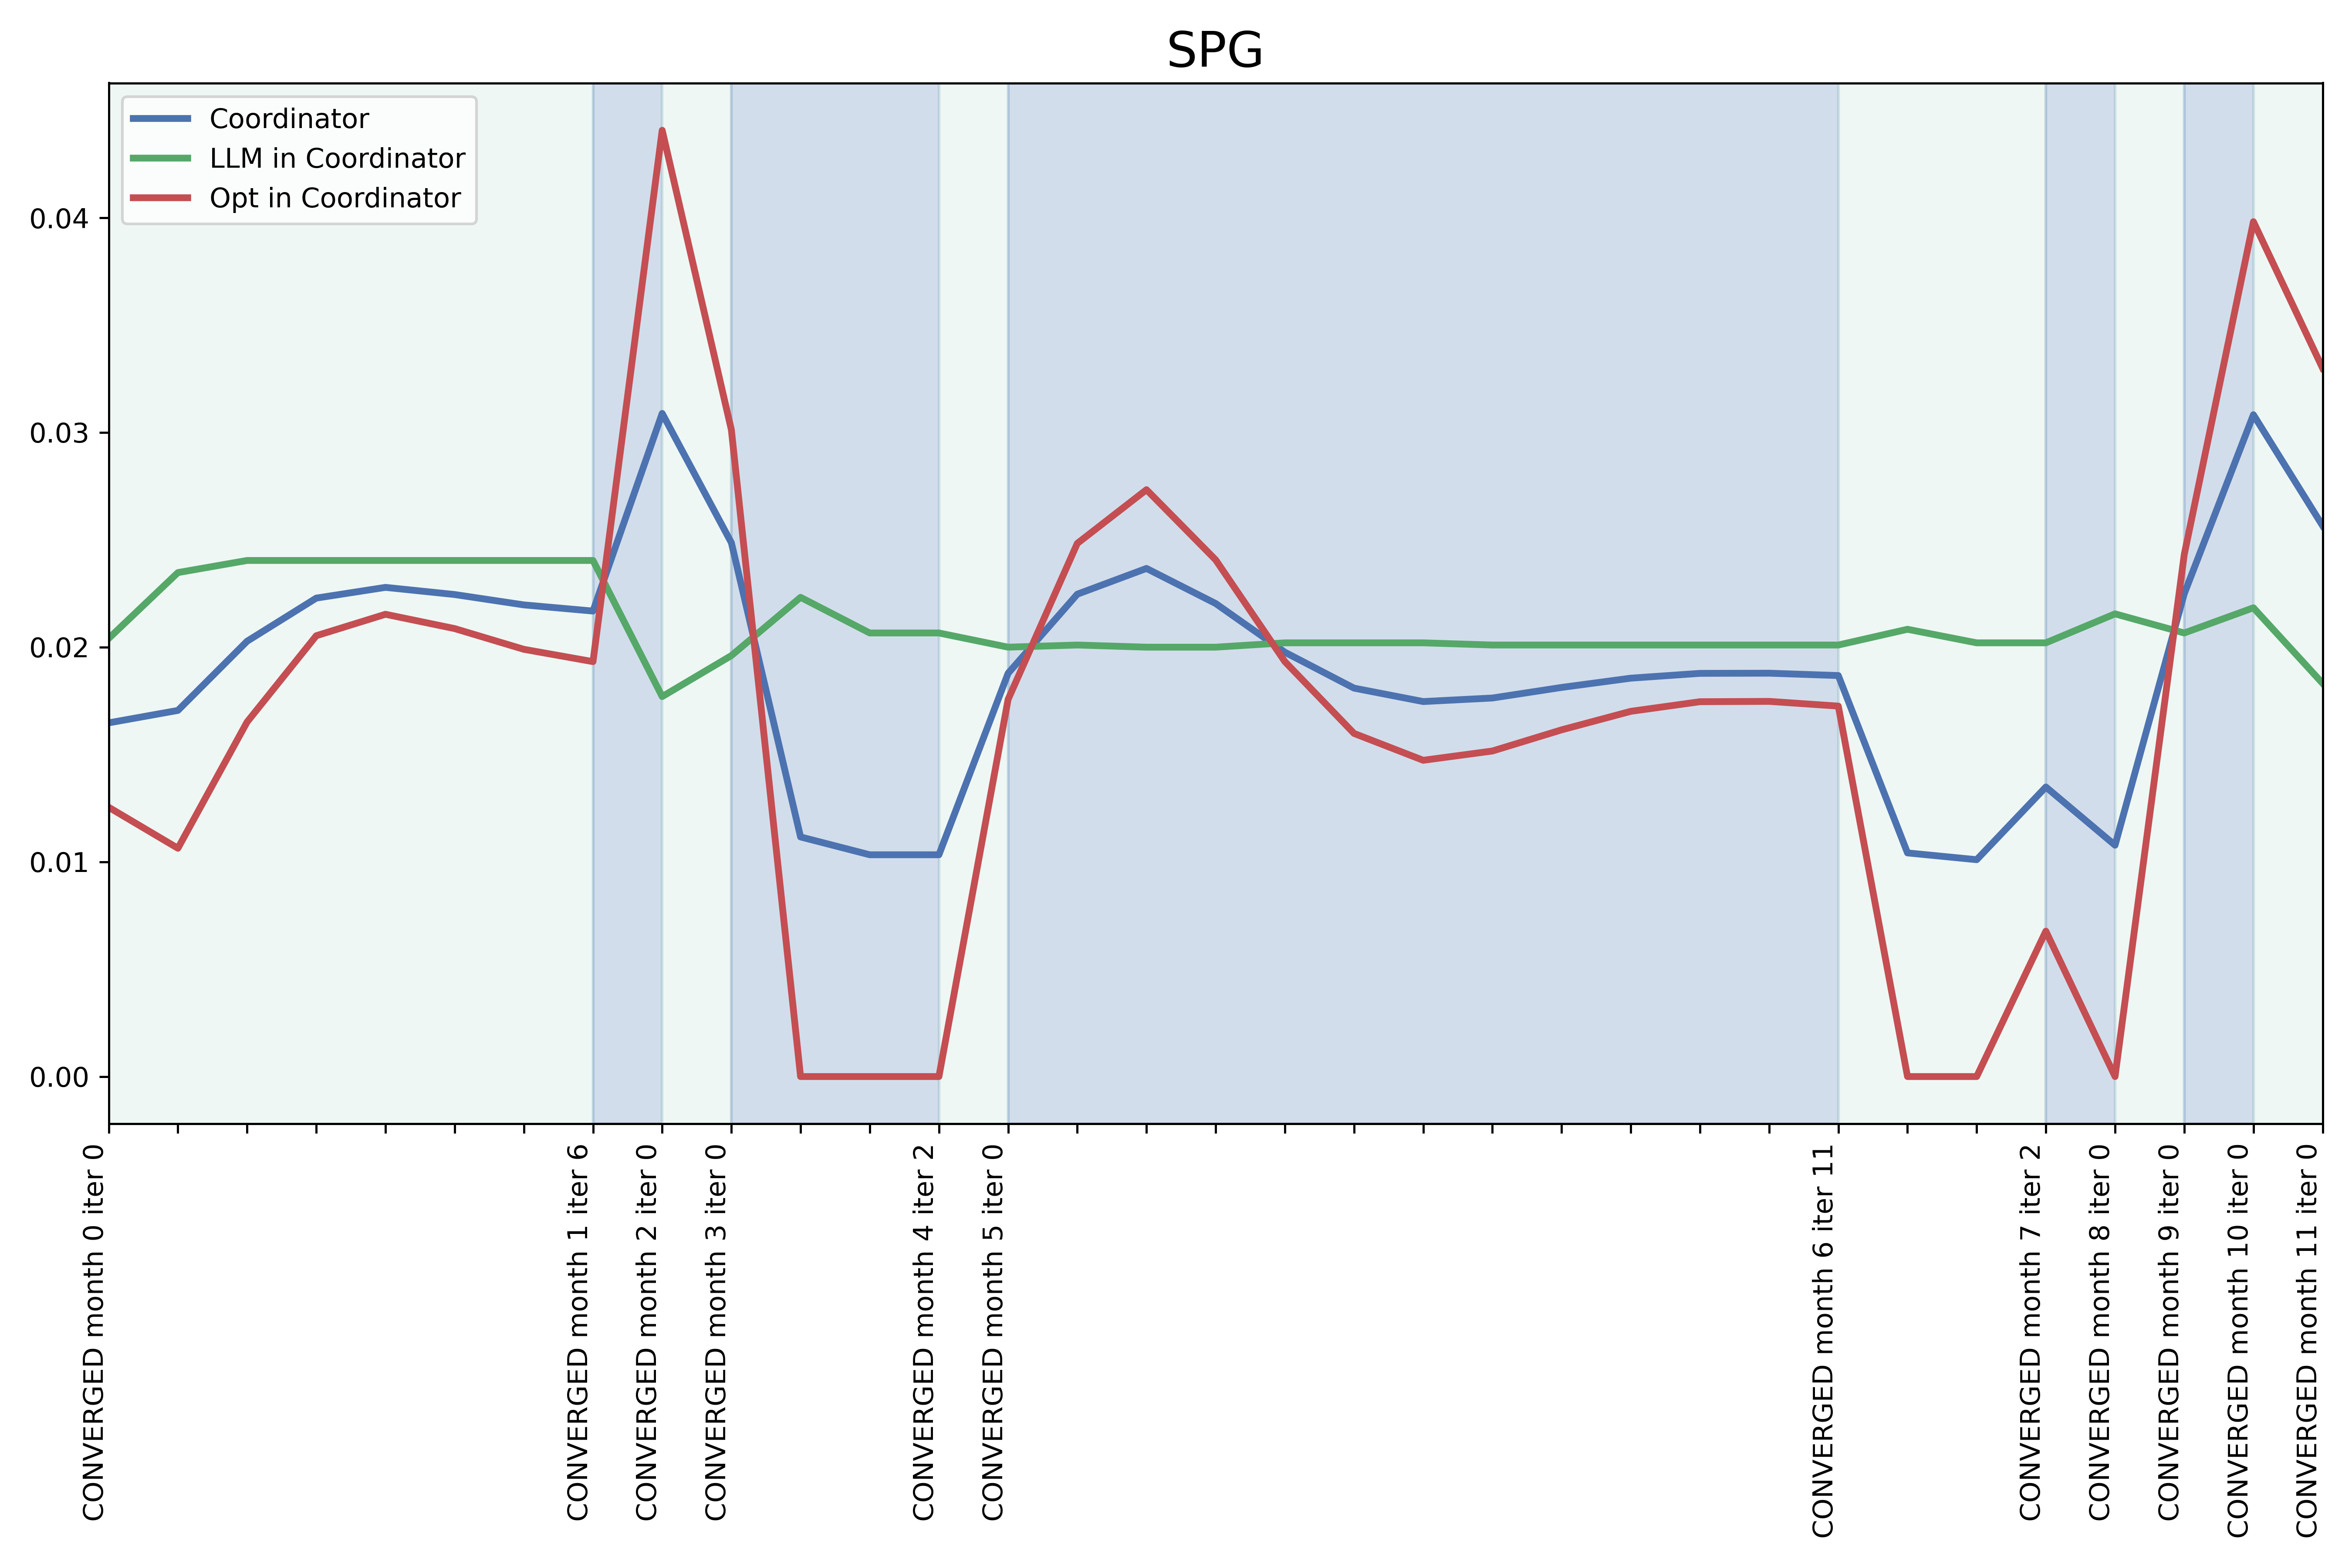 SPG
Coordinator
LLM in Coordinator
Opt in Coordinator
0.04
0.03
0.02
0.01
0.00
CONVERGED month 0 iter 0
CONVERGED month 1 iter 6
CONVERGED month 2 iter 0
CONVERGED month 3 iter 0
CONVERGED month 4 iter 2
CONVERGED month 5 iter 0
CONVERGED month 6 iter 11
CONVERGED month 7 iter 2
CONVERGED month 8 iter 0
CONVERGED month 9 iter 0
CONVERGED month 10 iter 0
CONVERGED month 11 iter 0